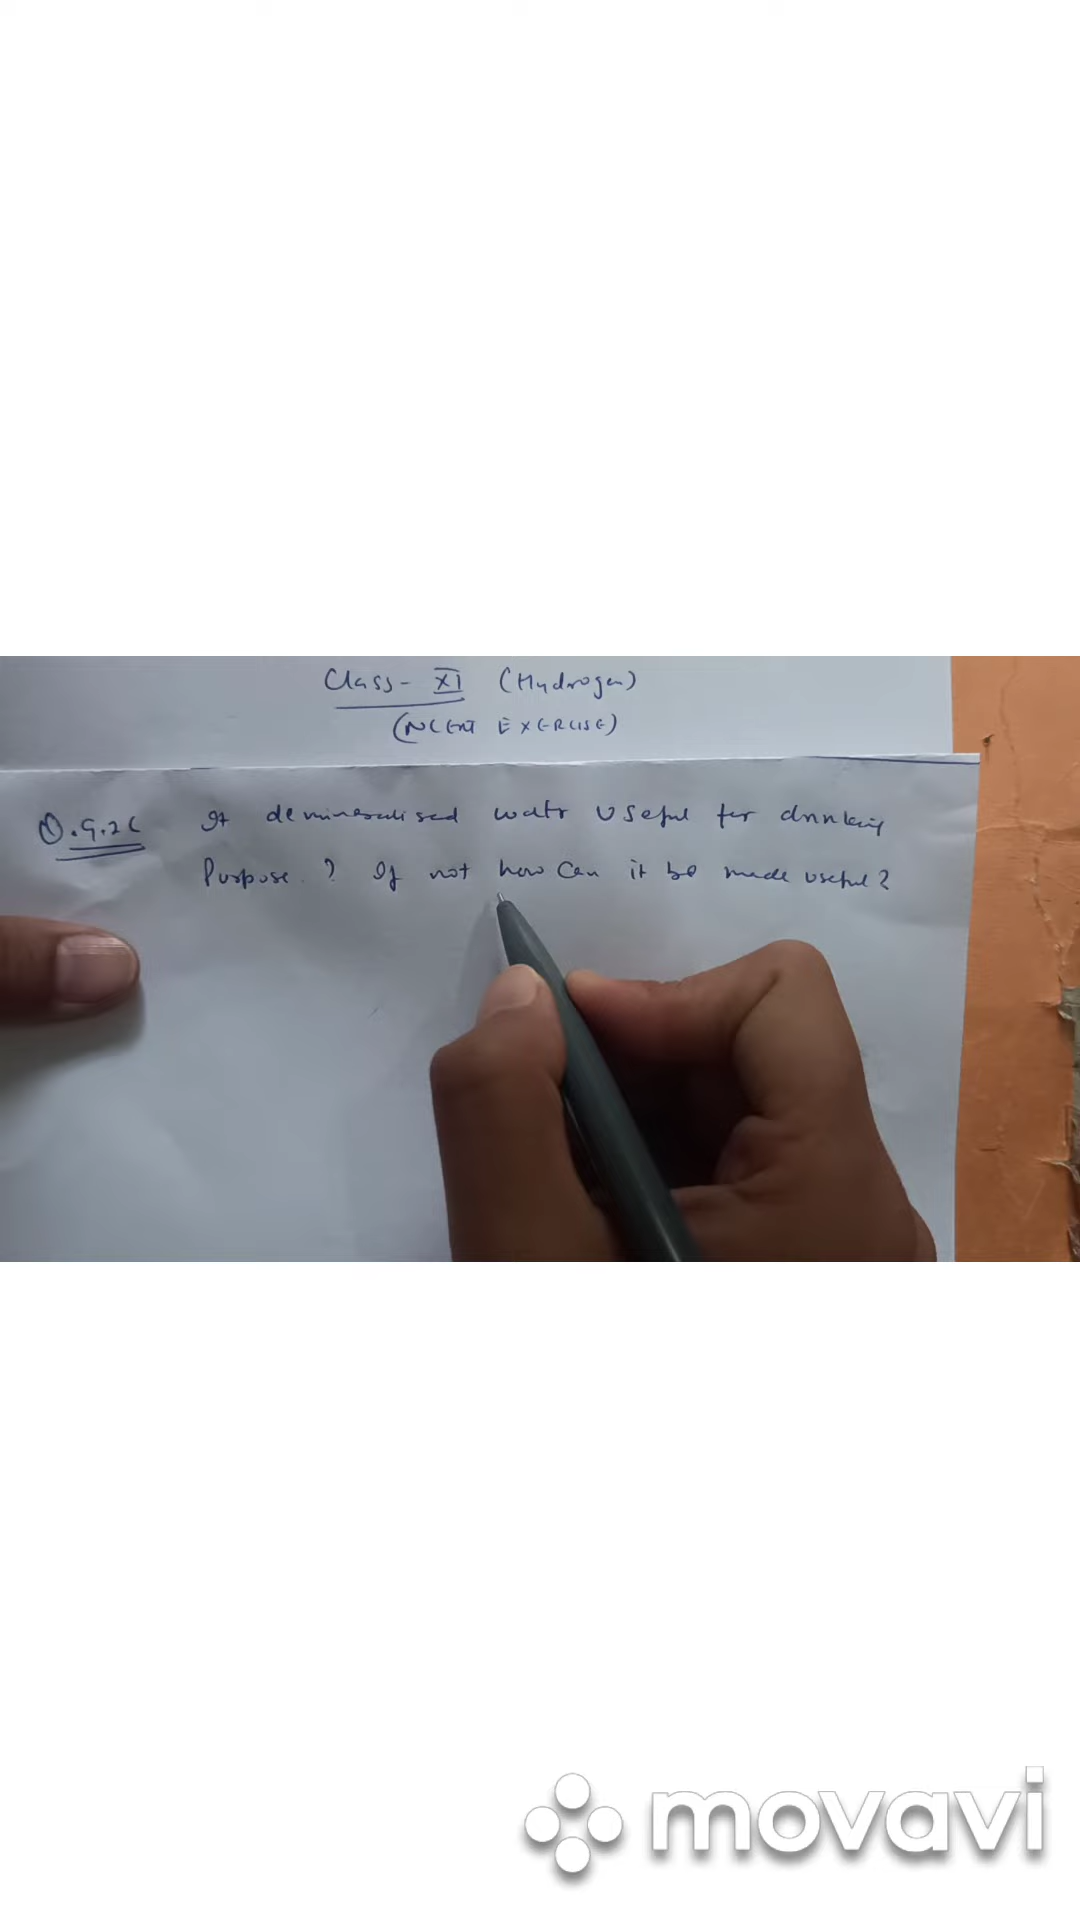 Class - XI (Hydrogen)
(NCERT EXERCISE)
Q.9.26 Is demineralised water useful for drinking
Purpose ? If not how can it be made useful ?
movavi